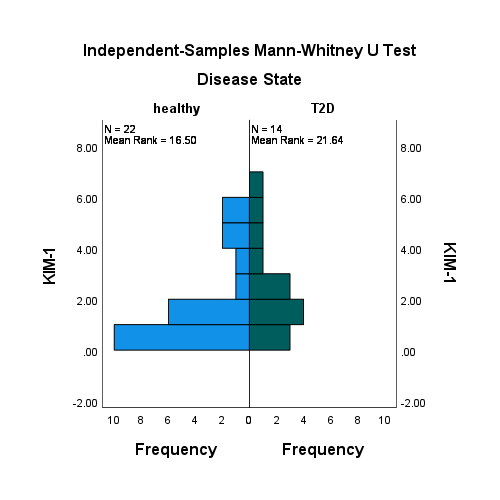 Independent-Samples Mann-Whitney U Test
Disease State
healthy T2D
N = 22 N = 14
Mean Rank = 16.50 Mean Rank = 21.64
8.00 8.00
6.00 6.00
4.00 4.00
KIM-1 KIM-1
2.00 2.00
.00 .00
-2.00 -2.00
10 8 6 4 2 0 2 4 6 8 10
Frequency Frequency